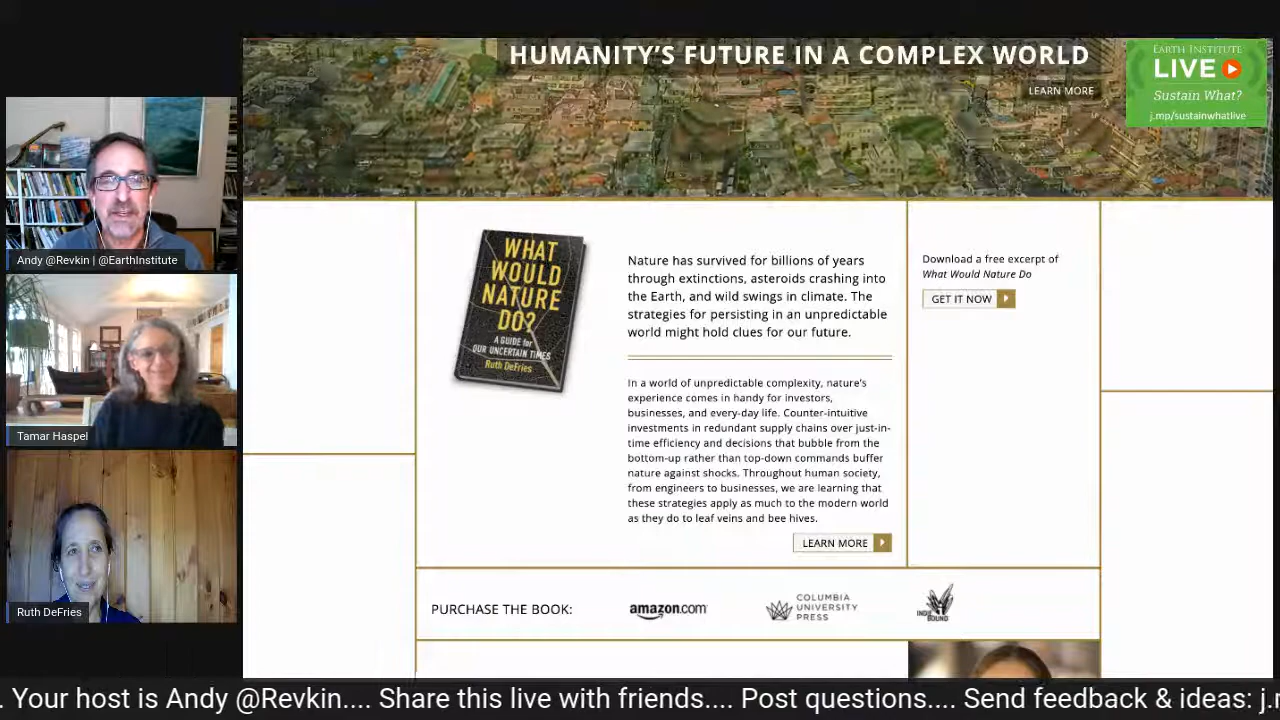 HUMANITY'S FUTURE IN A COMPLEX WORLD
LEARN MORE
EARTH INSTITUTE
LIVE
Sustain What?
j.mp/sustainwhatlive
Andy @Revkin | @EarthInstitute
Tamar Haspel
Ruth DeFries
WHAT
WOULD
NATURE
DO?
A GUIDE for
OUR UNCERTAIN TIMES
Ruth DeFries
Nature has survived for billions of years
through extinctions, asteroids crashing into
the Earth, and wild swings in climate. The
strategies for persisting in an unpredictable
world might hold clues for our future.
In a world of unpredictable complexity, nature's
experience comes in handy for investors,
businesses, and every-day life. Counter-intuitive
investments in redundant supply chains over just-in-
time efficiency and decisions that bubble from the
bottom-up rather than top-down commands buffer
nature against shocks. Throughout human society,
from engineers to businesses, we are learning that
these strategies apply as much to the modern world
as they do to leaf veins and bee hives.
LEARN MORE
Download a free excerpt of
What Would Nature Do
GET IT NOW
PURCHASE THE BOOK:
amazon.com
COLUMBIA
UNIVERSITY
PRESS
INDIE
BOUND
. Your host is Andy @Revkin.... Share this live with friends.... Post questions.... Send feedback & ideas: j.